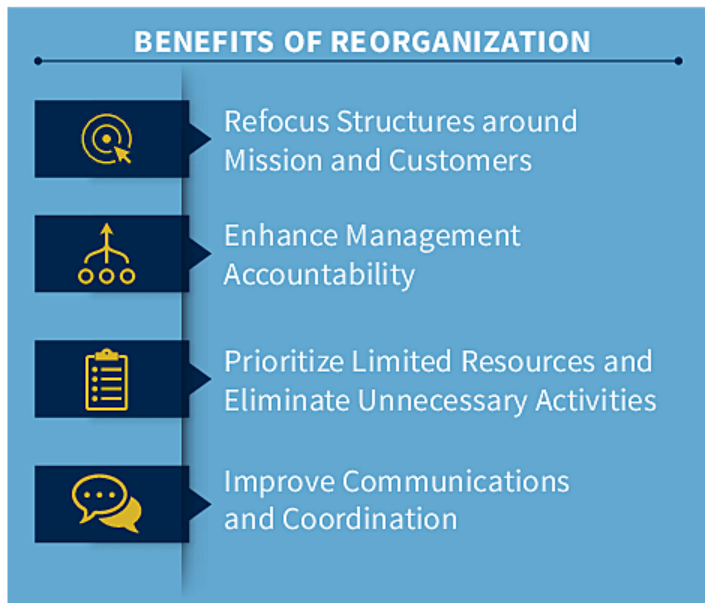 BENEFITS OF REORGANIZATION
Refocus Structures around
Mission and Customers
Enhance Management
Accountability
Prioritize Limited Resources and
Eliminate Unnecessary Activities
Improve Communications
and Coordination